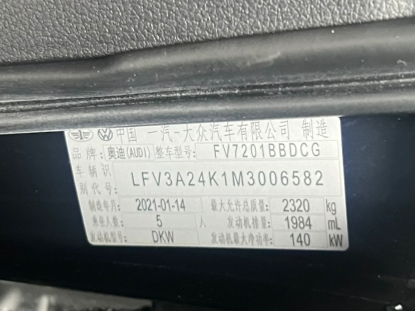 中国 一汽-大众汽车有限公司 制造
品牌: 奥迪(AUDI) 整车型号: FV7201BBDCG
车辆识别代号: LFV3A24K1M3006582
制造年月: 2021-01-14 最大允许总质量: 2320 kg
乘坐人数: 5 人 发动机排量: 1984 mL
发动机型号: DKW 发动机最大净功率: 140 kW